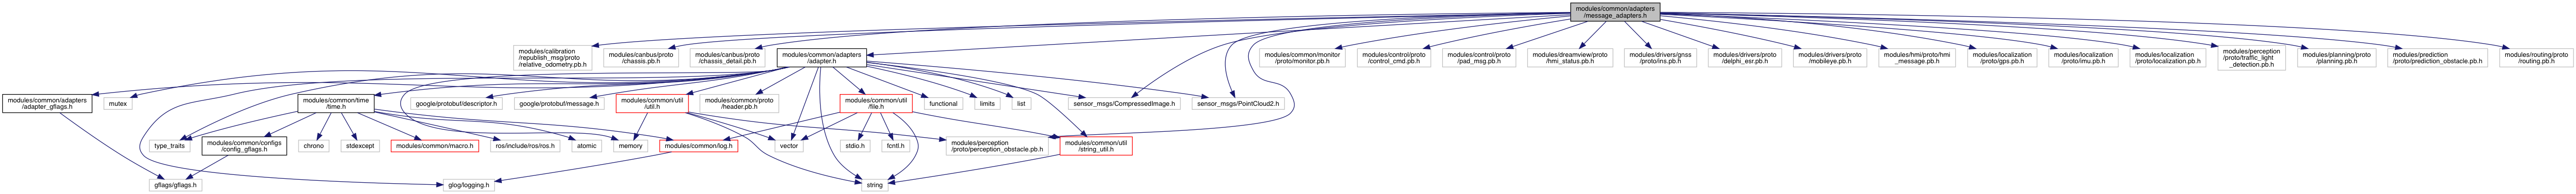 modules/common/adapters
/message_adapters.h
modules/calibration
/republish_msg/proto
/relative_odometry.pb.h
modules/canbus/proto
/chassis.pb.h
modules/canbus/proto
/chassis_detail.pb.h
modules/common/adapters
/adapter.h
modules/common/monitor
/proto/monitor.pb.h
modules/control/proto
/control_cmd.pb.h
modules/control/proto
/pad_msg.pb.h
modules/dreamview/proto
/hmi_status.pb.h
modules/drivers/gnss
/proto/ins.pb.h
modules/drivers/proto
/delphi_esr.pb.h
modules/drivers/proto
/mobileye.pb.h
modules/hmi/proto/hmi
_message.pb.h
modules/localization
/proto/gps.pb.h
modules/localization
/proto/imu.pb.h
modules/localization
/proto/localization.pb.h
modules/perception
/proto/traffic_light
_detection.pb.h
modules/planning/proto
/planning.pb.h
modules/prediction
/proto/prediction_obstacle.pb.h
modules/routing/proto
/routing.pb.h
modules/common/adapters
/adapter_gflags.h
mutex
modules/common/time
/time.h
google/protobuf/descriptor.h
google/protobuf/message.h
modules/common/util
/util.h
modules/common/proto
/header.pb.h
modules/common/util
/file.h
functional
limits
list
sensor_msgs/CompressedImage.h
sensor_msgs/PointCloud2.h
type_traits
modules/common/configs
/config_gflags.h
chrono
stdexcept
modules/common/macro.h
ros/include/ros/ros.h
atomic
memory
modules/common/log.h
vector
stdio.h
fcntl.h
modules/perception
/proto/perception_obstacle.pb.h
modules/common/util
/string_util.h
gflags/gflags.h
glog/logging.h
string